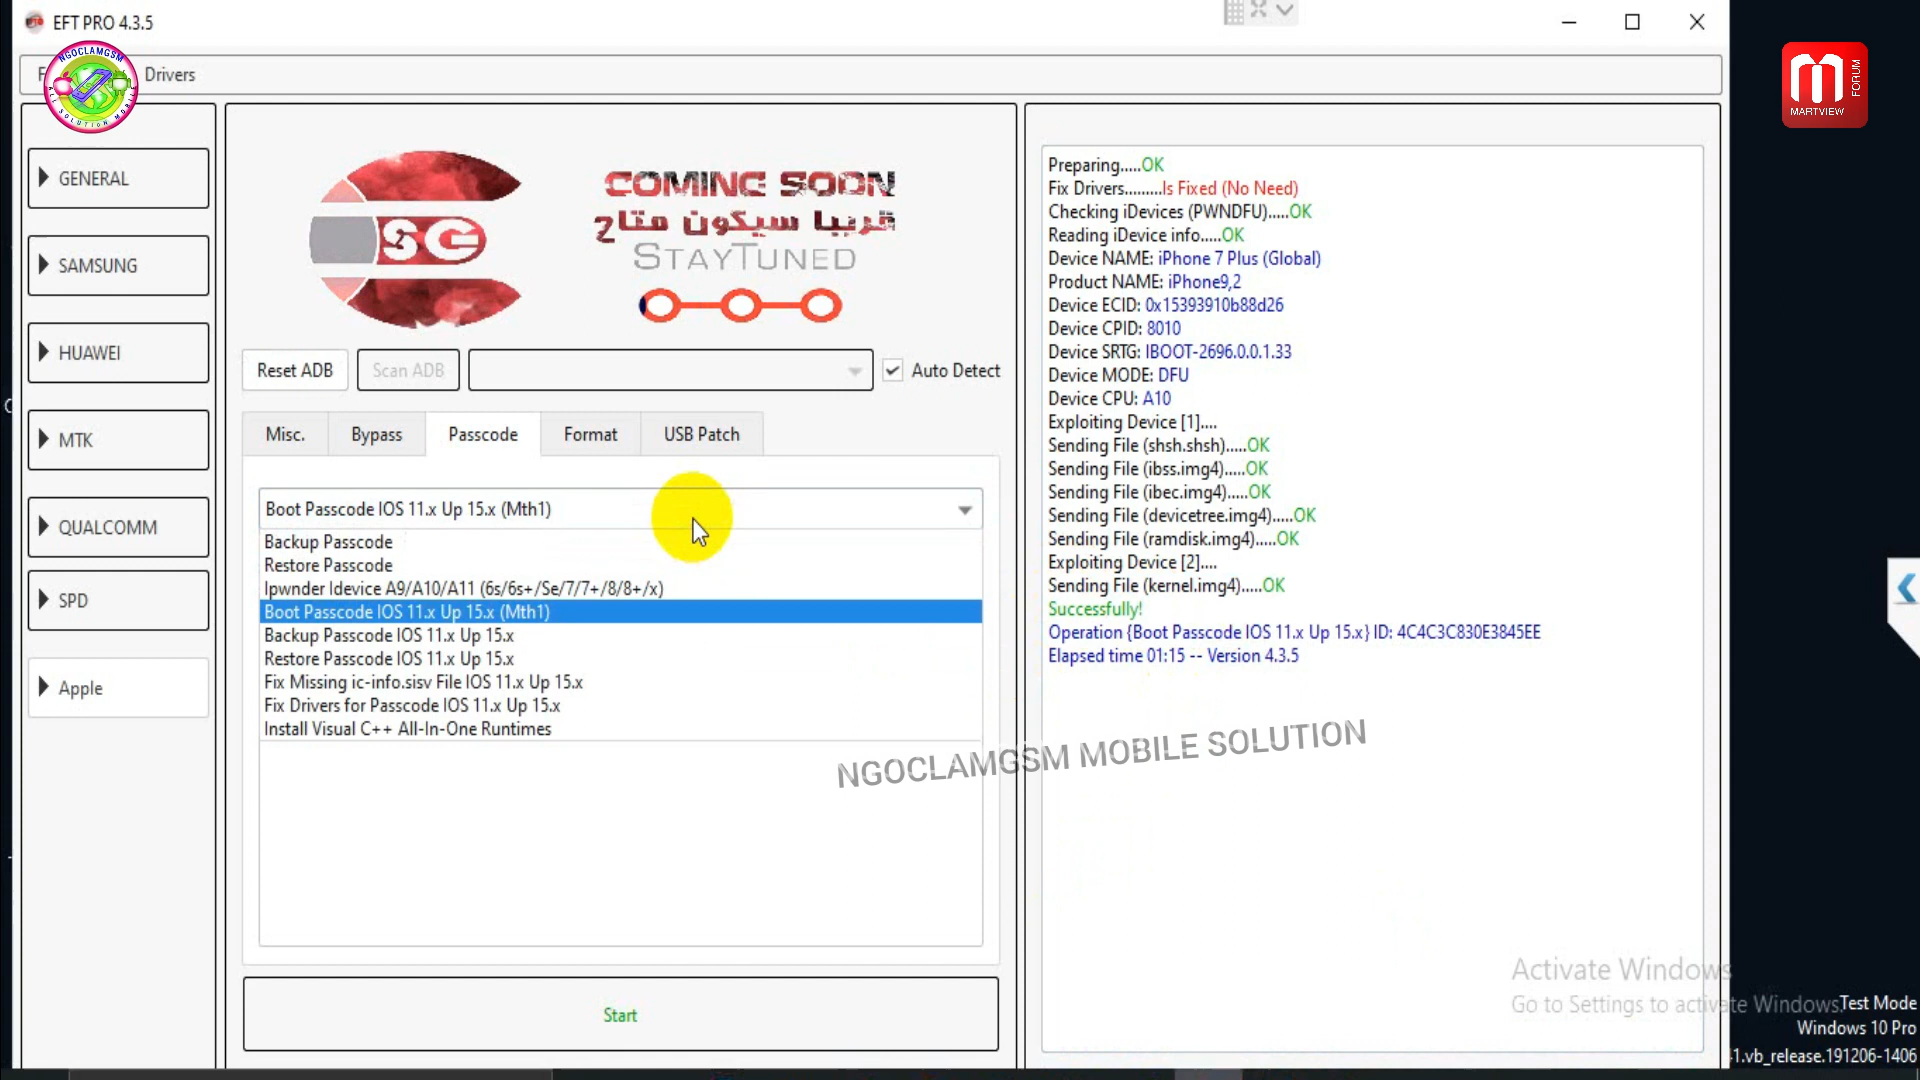 EFT PRO 4.3.5
NGOCLAMGSM
ALL SOLUTION MOBILE
F
Drivers
MARTVIEW
FORUM
GENERAL
SAMSUNG
HUAWEI
MTK
QUALCOMM
SPD
Apple
SG
COMING SOON
قريبا سيكون متاح
STAYTUNED
Reset ADB
Scan ADB
Auto Detect
Misc.
Bypass
Passcode
Format
USB Patch
Boot Passcode IOS 11.x Up 15.x (Mth1)
Backup Passcode
Restore Passcode
Ipwnder Idevice A9/A10/A11 (6s/6s+/Se/7/7+/8/8+/x)
Boot Passcode IOS 11.x Up 15.x (Mth1)
Backup Passcode IOS 11.x Up 15.x
Restore Passcode IOS 11.x Up 15.x
Fix Missing ic-info.sisv File IOS 11.x Up 15.x
Fix Drivers for Passcode IOS 11.x Up 15.x
Install Visual C++ All-In-One Runtimes
Start
Preparing.....OK
Fix Drivers.........Is Fixed (No Need)
Checking iDevices (PWNDFU).....OK
Reading iDevice info.....OK
Device NAME: iPhone 7 Plus (Global)
Product NAME: iPhone9,2
Device ECID: 0x15393910b88d26
Device CPID: 8010
Device SRTG: IBOOT-2696.0.0.1.33
Device MODE: DFU
Device CPU: A10
Exploiting Device [1]....
Sending File (shsh.shsh).....OK
Sending File (ibss.img4).....OK
Sending File (ibec.img4).....OK
Sending File (devicetree.img4).....OK
Sending File (ramdisk.img4).....OK
Exploiting Device [2]....
Sending File (kernel.img4).....OK
Successfully!
Operation {Boot Passcode IOS 11.x Up 15.x} ID: 4C4C3C830E3845EE
Elapsed time 01:15 -- Version 4.3.5
NGOCLAMGSM MOBILE SOLUTION
Activate Windows
Go to Settings to activate Windows.
Test Mode
Windows 10 Pro
1.vb_release.191206-1406